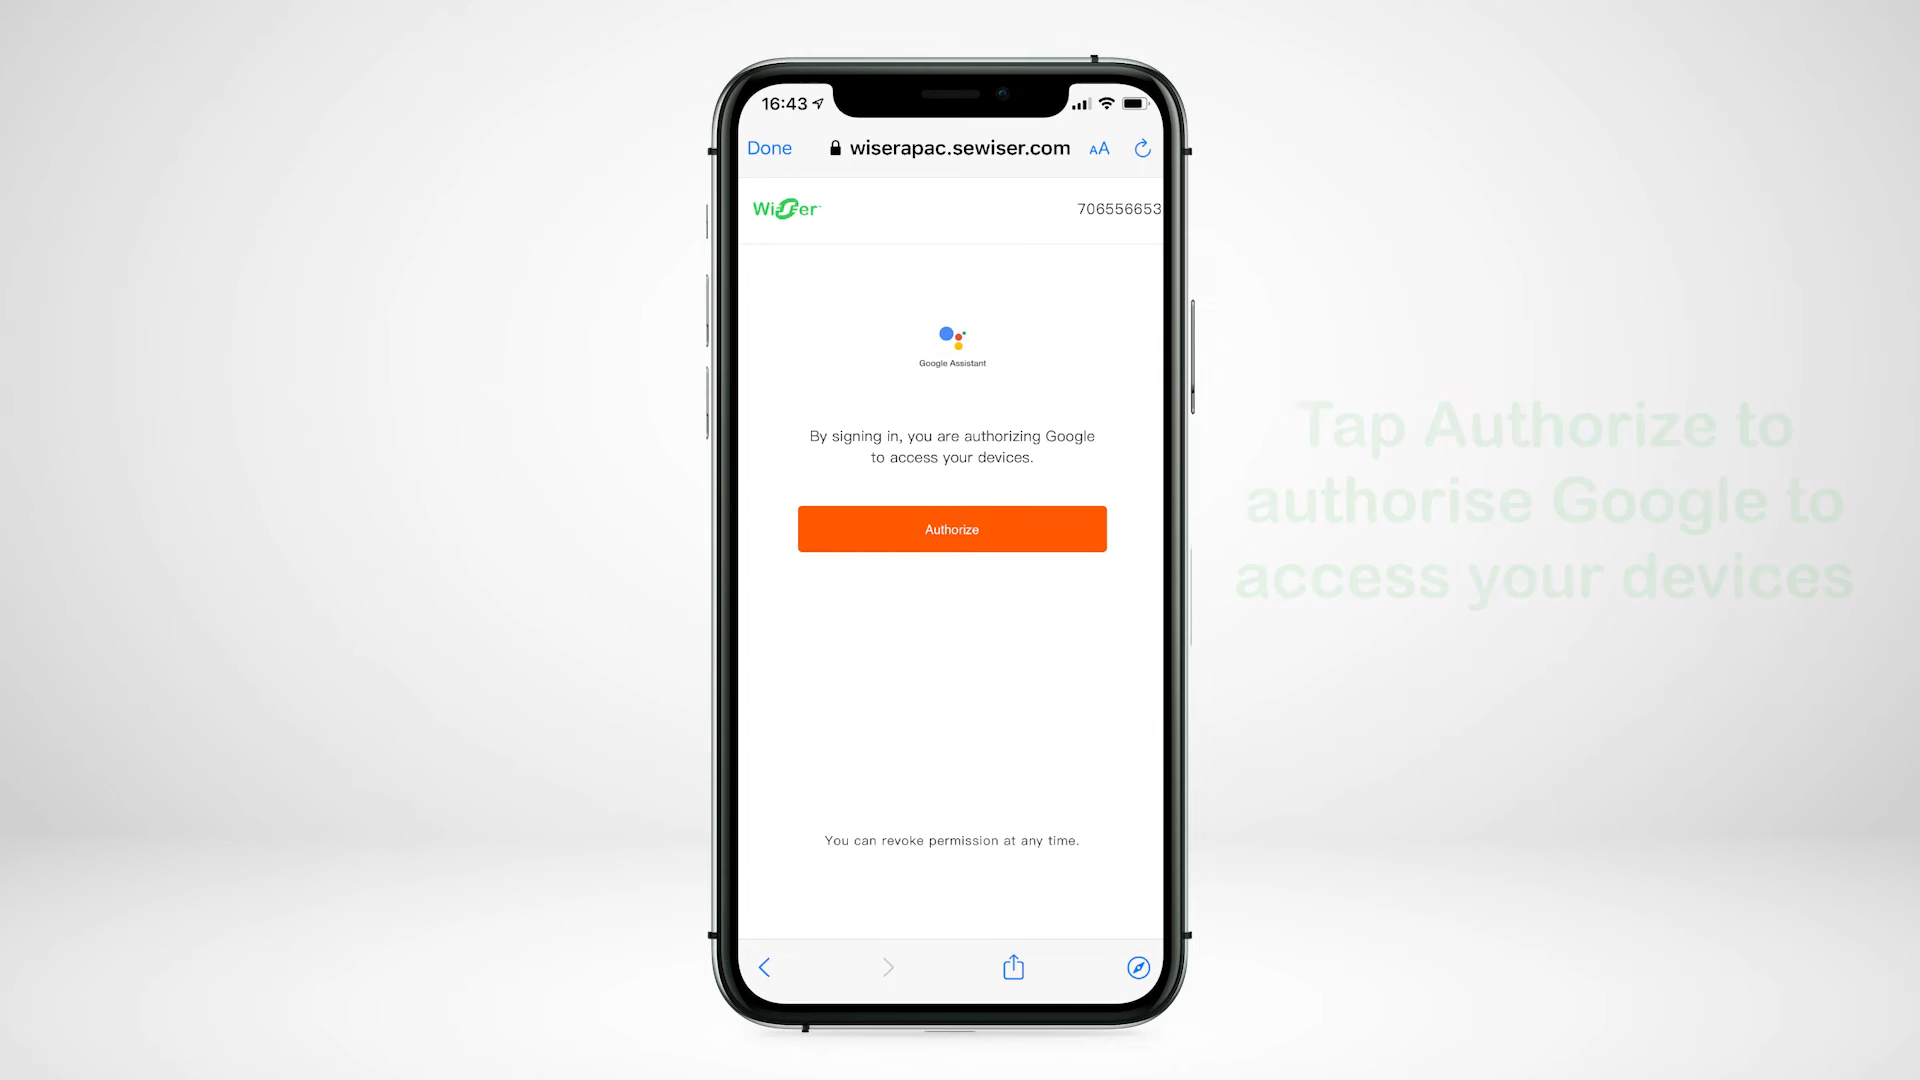 16:43
Done wiserapac.sewiser.com AA
Wiser 706556653
Google Assistant
By signing in, you are authorizing Google
to access your devices.
Authorize
You can revoke permission at any time.
Tap Authorize to
authorise Google to
access your devices